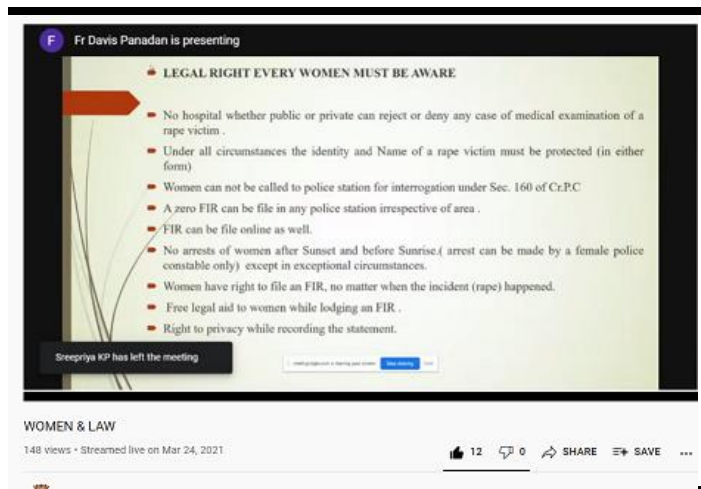 F Fr Davis Panadan is presenting
LEGAL RIGHT EVERY WOMEN MUST BE AWARE
No hospital whether public or private can reject or deny any case of medical examination of a
rape victim .
Under all circumstances the identity and Name of a rape victim must be protected (in either
form)
Women can not be called to police station for interrogation under Sec. 160 of Cr.P.C
A zero FIR can be file in any police station irrespective of area .
FIR can be file online as well.
No arrests of women after Sunset and before Sunrise.( arrest can be made by a female police
constable only) except in exceptional circumstances.
Women have right to file an FIR, no matter when the incident (rape) happened.
Free legal aid to women while lodging an FIR .
Right to privacy while recording the statement.
Sreepriya KP has left the meeting
WOMEN & LAW
148 views • Streamed live on Mar 24, 2021
12 0 SHARE SAVE ...